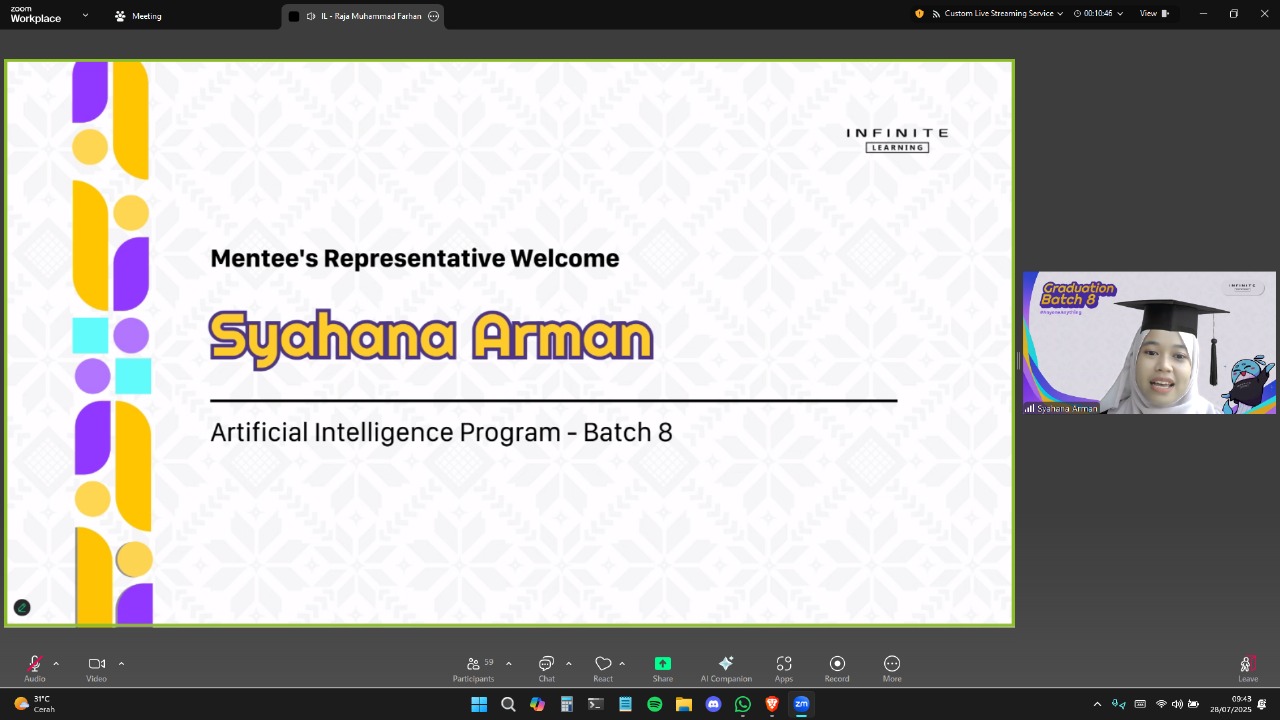 zoom
Workplace
Meeting
IL - Raja Muhammad Farhan
Custom Live Streaming Service
00:10:46
View
INFINITE
LEARNING
Mentee's Representative Welcome
Syahana Arman
Artificial Intelligence Program - Batch 8
Graduation
Batch 8
INFINITE
Syahana Arman
Audio
Video
59
Participants
Chat
React
Share
AI Companion
Apps
Record
More
Leave
31°C
Cerah
zm
09:43
28/07/2025